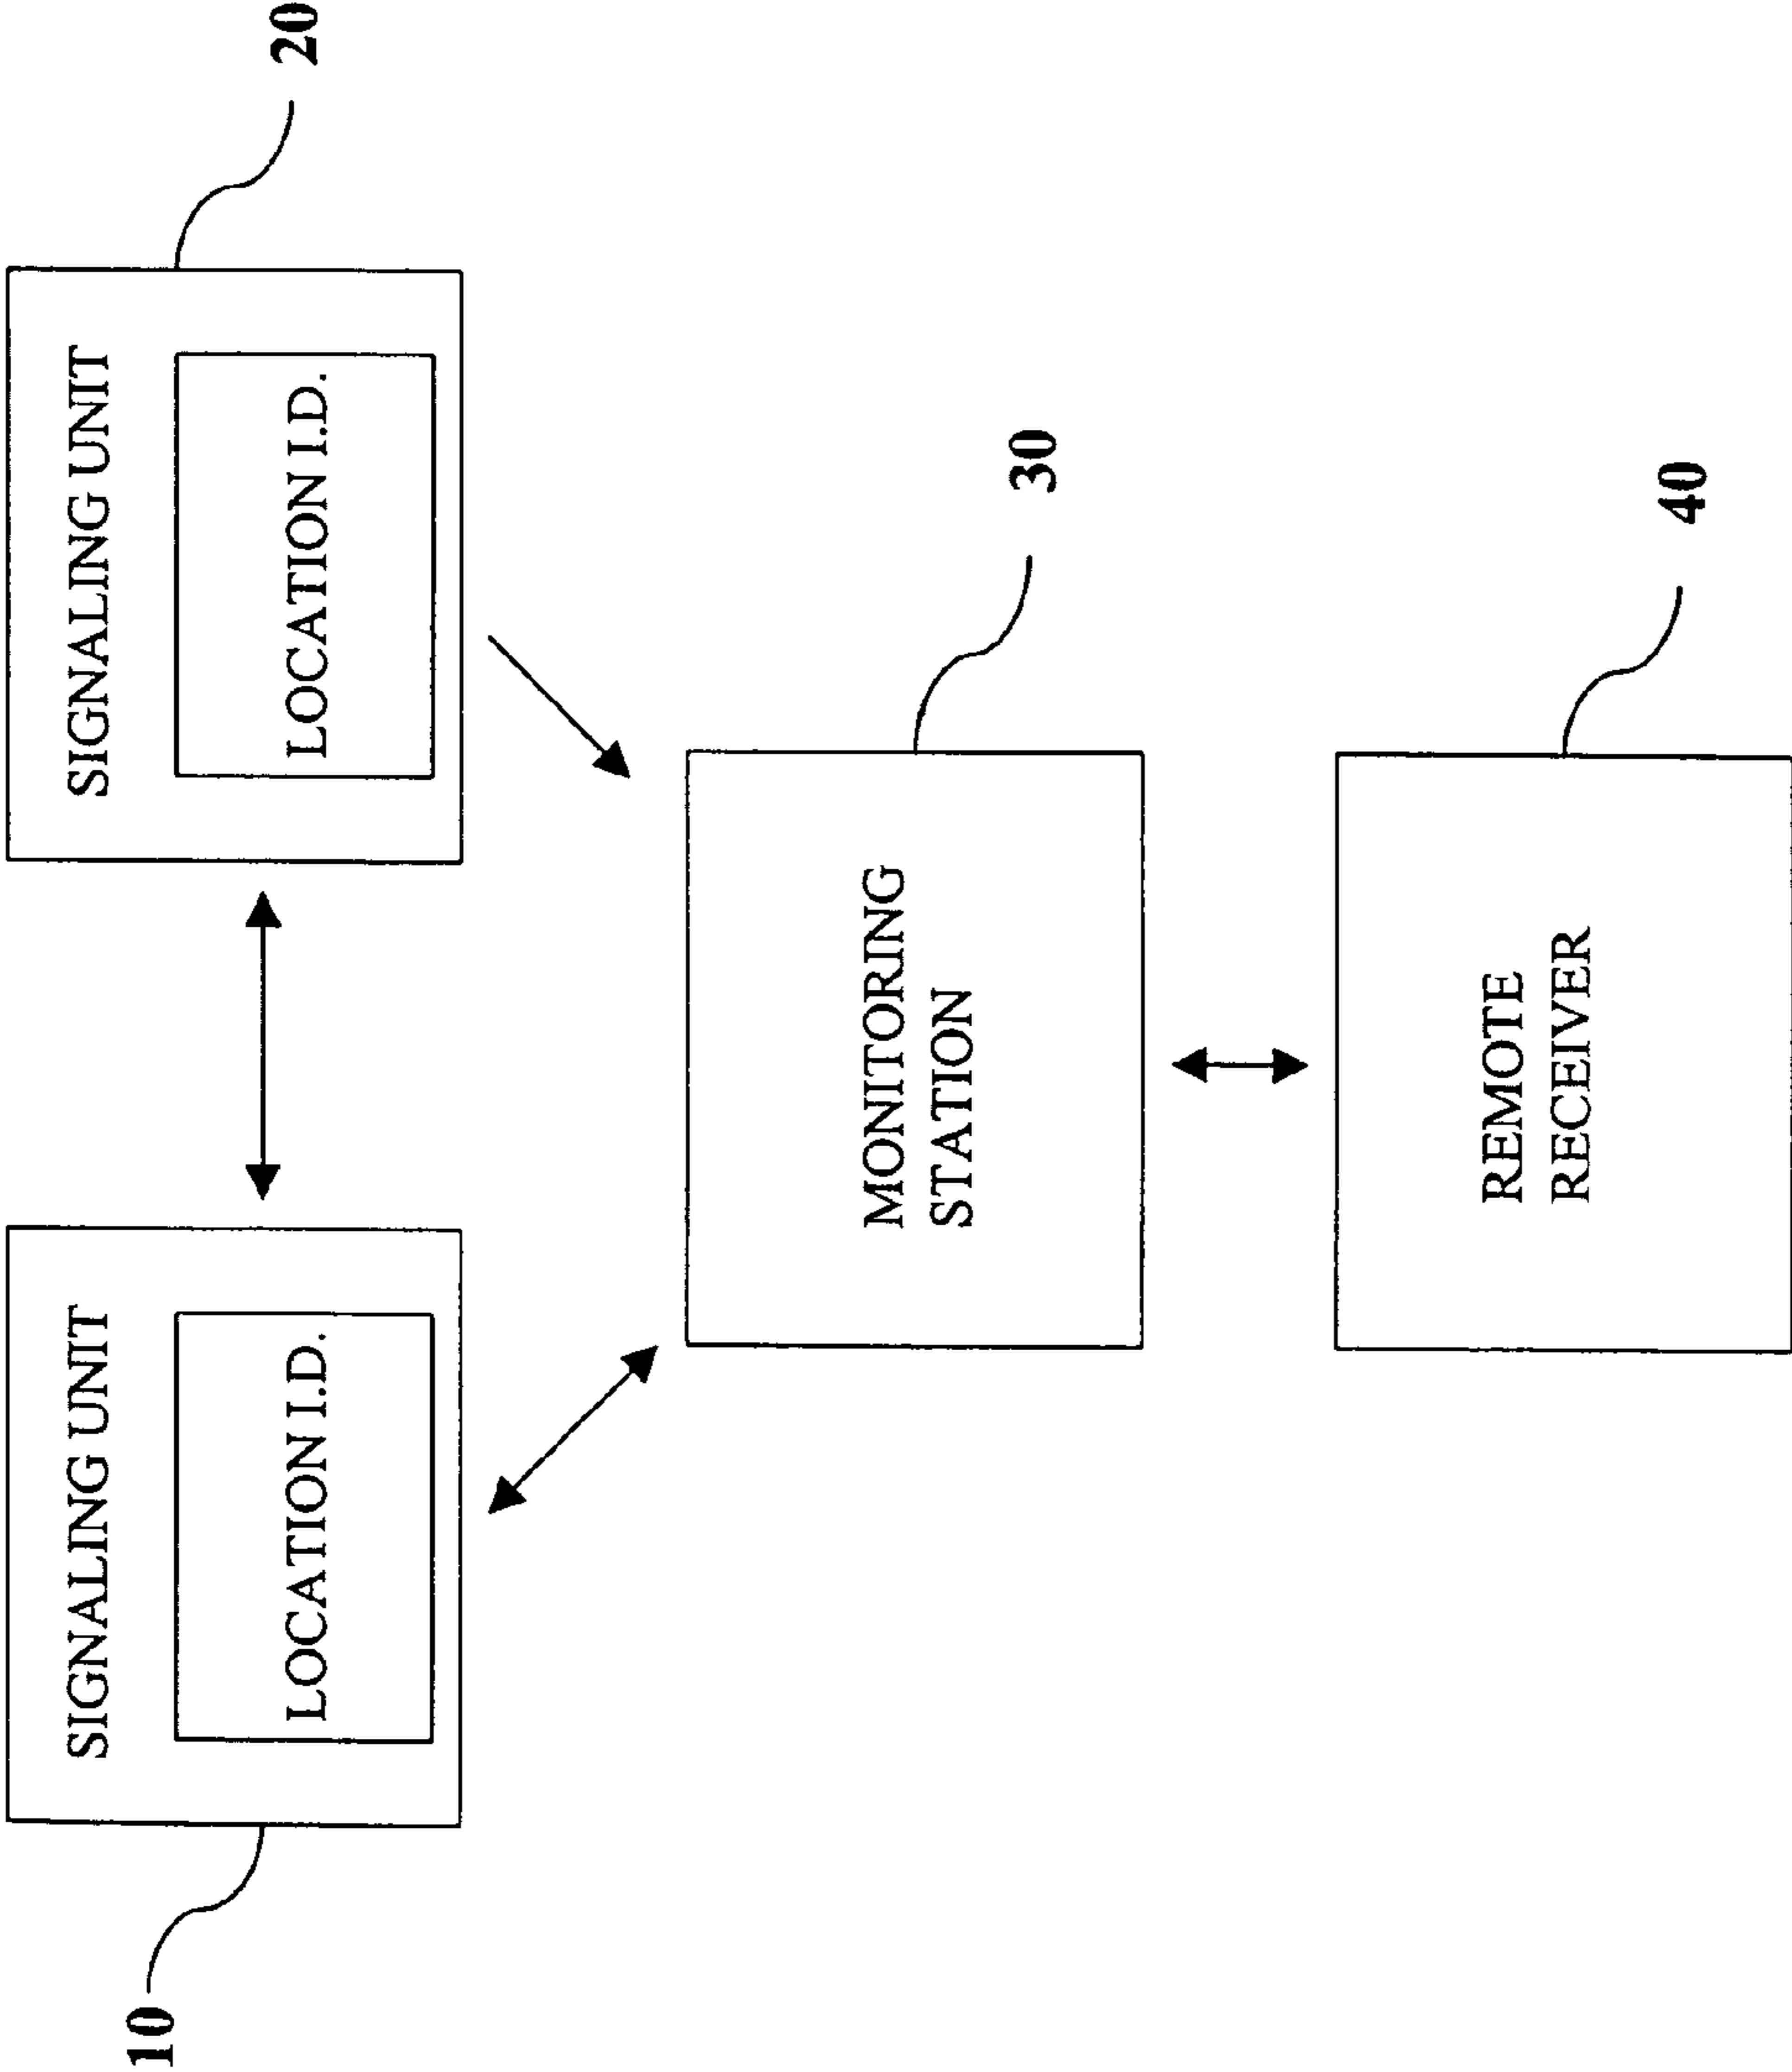 10
SIGNALING UNIT
LOCATION I.D.
SIGNALING UNIT
LOCATION I.D.
20
MONITORING
STATION
30
REMOTE
RECEIVER
40